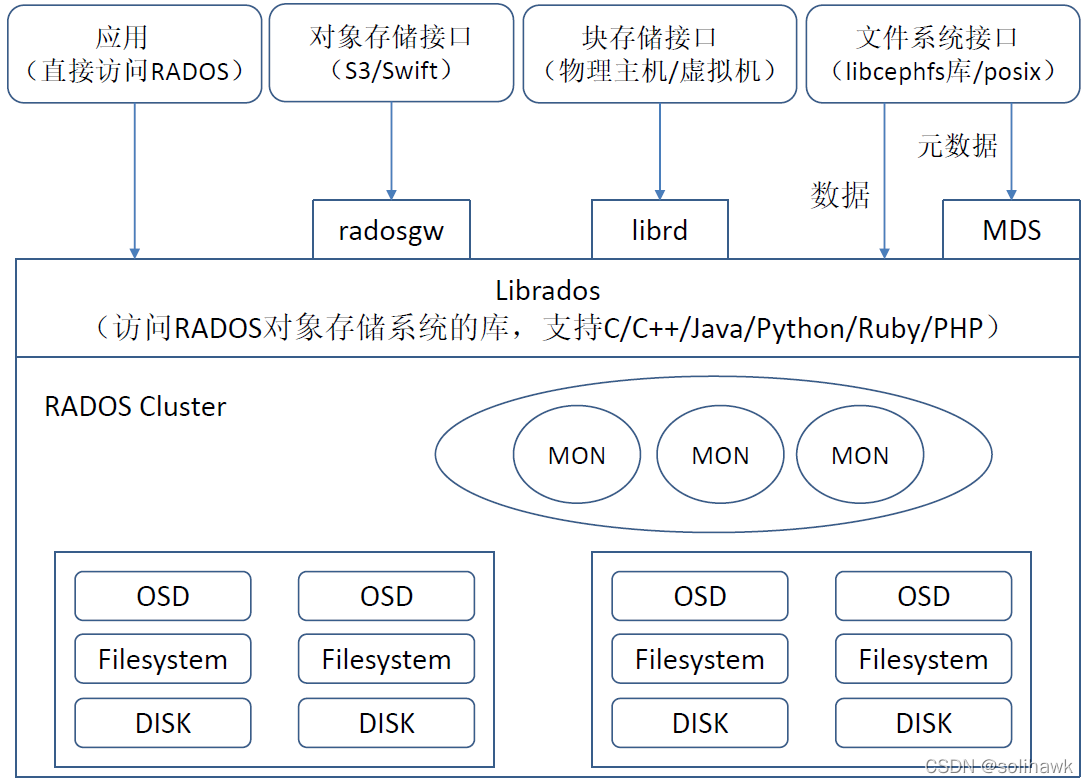 应用
（直接访问RADOS）
对象存储接口
（S3/Swift）
块存储接口
（物理主机/虚拟机）
文件系统接口
（libcephfs库/posix）
元数据
数据
radosgw
librd
MDS
Librados
（访问RADOS对象存储系统的库，支持C/C++/Java/Python/Ruby/PHP）
RADOS Cluster
MON MON MON
OSD OSD OSD OSD
Filesystem Filesystem Filesystem Filesystem
DISK DISK DISK DISK
CSDN @solihawk